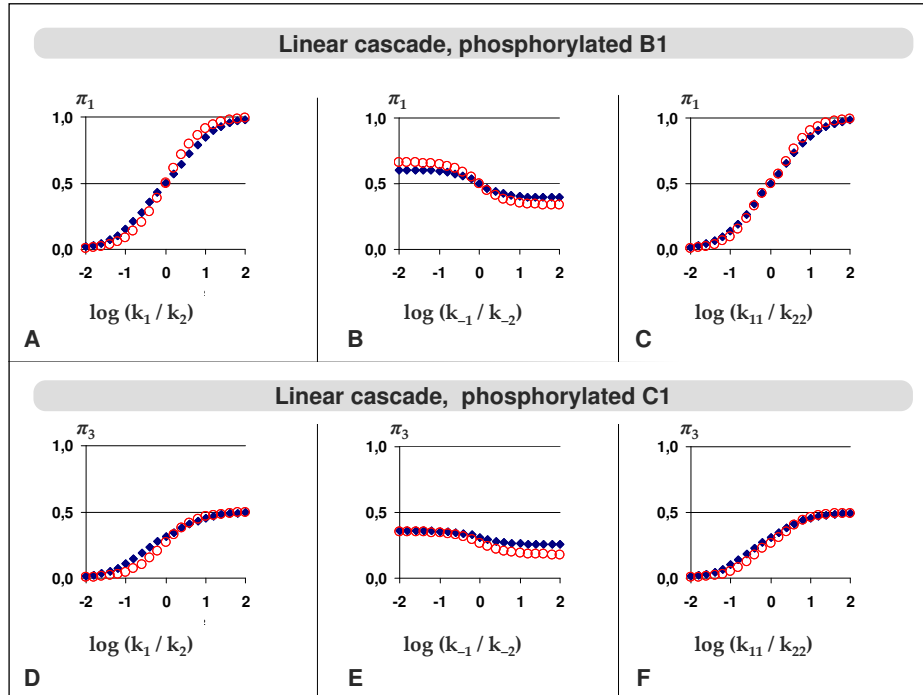 Linear cascade, phosphorylated B1
π₁ π₁ π₁
1,0 1,0 1,0
0,5 0,5 0,5
0,0 0,0 0,0
-2 -1 0 1 2 -2 -1 0 1 2 -2 -1 0 1 2
log (k₁ / k₂) log (k₋₁ / k₋₂) log (k₁₁ / k₂₂)
A B C
Linear cascade, phosphorylated C1
π₃ π₃ π₃
1,0 1,0 1,0
0,5 0,5 0,5
0,0 0,0 0,0
-2 -1 0 1 2 -2 -1 0 1 2 -2 -1 0 1 2
log (k₁ / k₂) log (k₋₁ / k₋₂) log (k₁₁ / k₂₂)
D E F